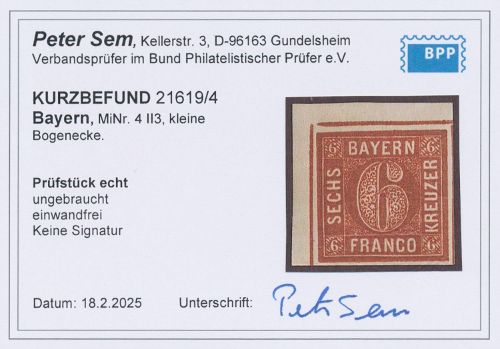 Peter Sem, Kellerstr. 3, D-96163 Gundelsheim
Verbandsprüfer im Bund Philatelistischer Prüfer e.V.
BPP
KURZBEFUND 21619/4
Bayern, MiNr. 4 II3, kleine
Bogenecke.
Prüfstück echt
ungebraucht
einwandfrei
Keine Signatur
6 BAYERN 6
SECHS
6
KREUZER
6 FRANCO 6
Datum: 18.2.2025 Unterschrift: Peter Sem